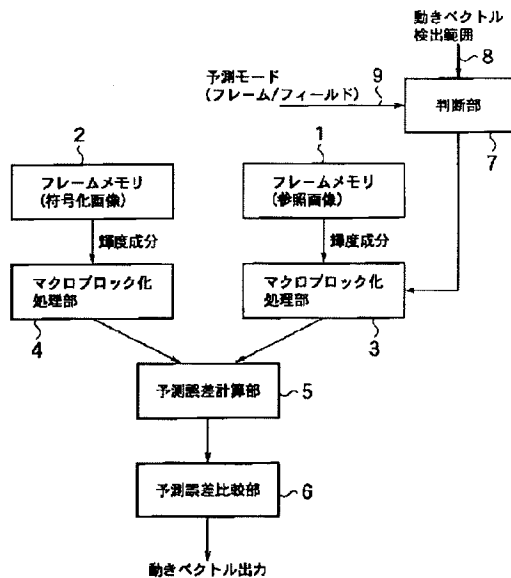 動きベクトル
検出範囲
8
予測モード
(フレーム/フィールド)
9
判断部
7
2
フレームメモリ
(符号化画像)
1
フレームメモリ
(参照画像)
輝度成分
輝度成分
マクロブロック化
処理部
4
マクロブロック化
処理部
3
予測誤差計算部
5
予測誤差比較部
6
動きベクトル出力